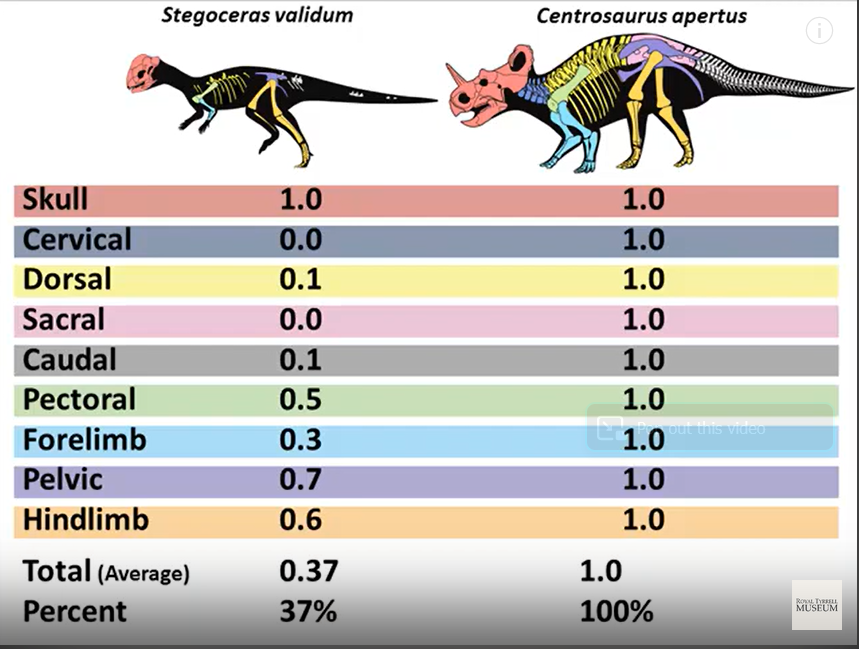 Stegoceras validum Centrosaurus apertus
Skull 1.0 1.0
Cervical 0.0 1.0
Dorsal 0.1 1.0
Sacral 0.0 1.0
Caudal 0.1 1.0
Pectoral 0.5 1.0
Pop out this video
Forelimb 0.3 1.0
Pelvic 0.7 1.0
Hindlimb 0.6 1.0
Total (Average) 0.37 1.0
Percent 37% 100%
ROYAL TYRRELL
MUSEUM